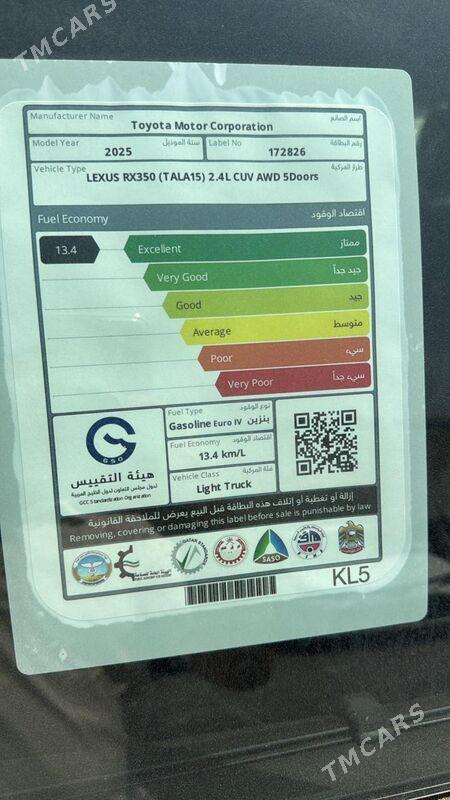 TMCARS
Manufacturer Name
اسم الصانع
Toyota Motor Corporation
Model Year
سنة الموديل
2025
Label No
رقم البطاقة
172826
Vehicle Type
طراز المركبة
LEXUS RX350 (TALA15) 2.4L CUV AWD 5Doors
Fuel Economy
اقتصاد الوقود
13.4
Excellent
ممتاز
Very Good
جيد جداً
Good
جيد
Average
متوسط
Poor
سيء
Very Poor
سيء جداً
GSO
هيئة التقييس
لدول مجلس التعاون لدول الخليج العربية
GCC Standardization Organization
Fuel Type
نوع الوقود
Gasoline Euro IV بنزين
Fuel Economy
اقتصاد الوقود
13.4 km/L
Vehicle Class
فئة المركبة
Light Truck
إزالة أو تغطية أو إتلاف هذه البطاقة قبل البيع يعرض للملاحقة القانونية
Removing, covering or damaging this label before sale is punishable by law
SASO
KL5
TMCARS